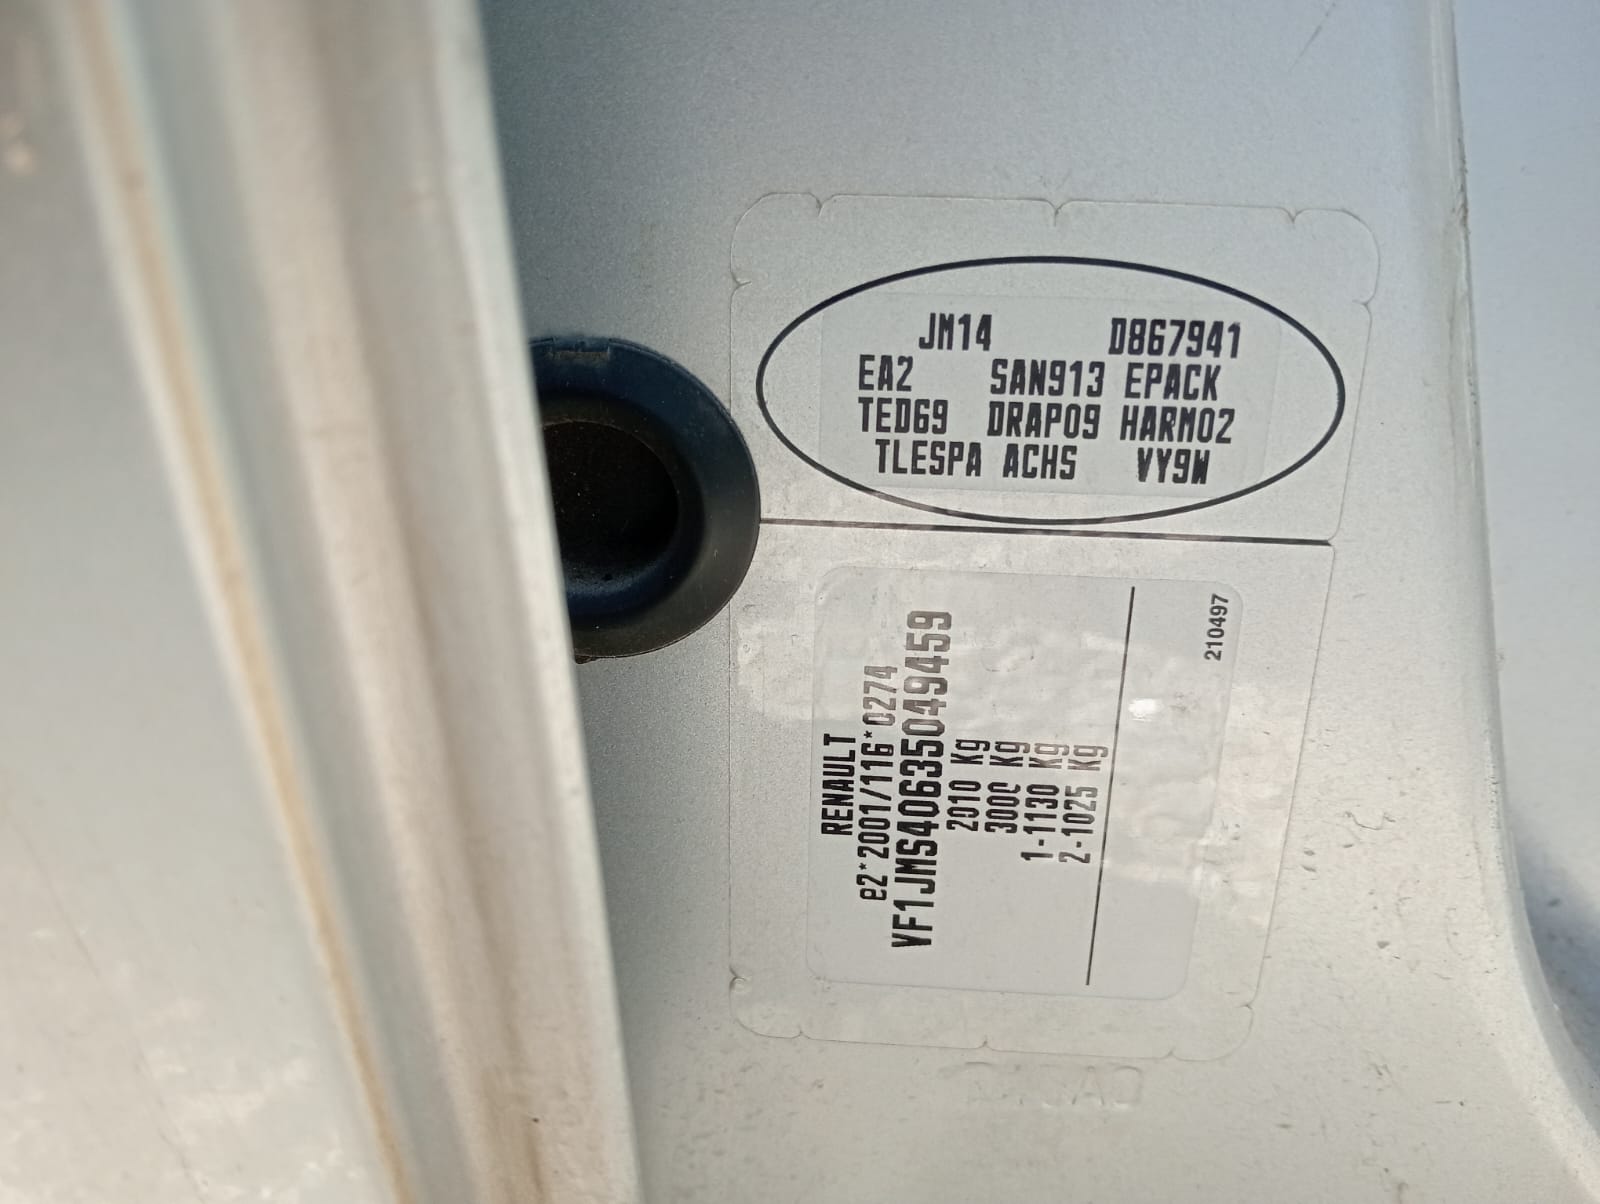 JM14 D867941
EA2 SAN913 EPACK
TED69 DRAP09 HARM02
TLESPA ACHS VY9W
RENAULT
e2*2001/116*0274
VF1JMS40635049459
2010 Kg
3000 Kg
1-1130 Kg
2-1025 Kg
210497